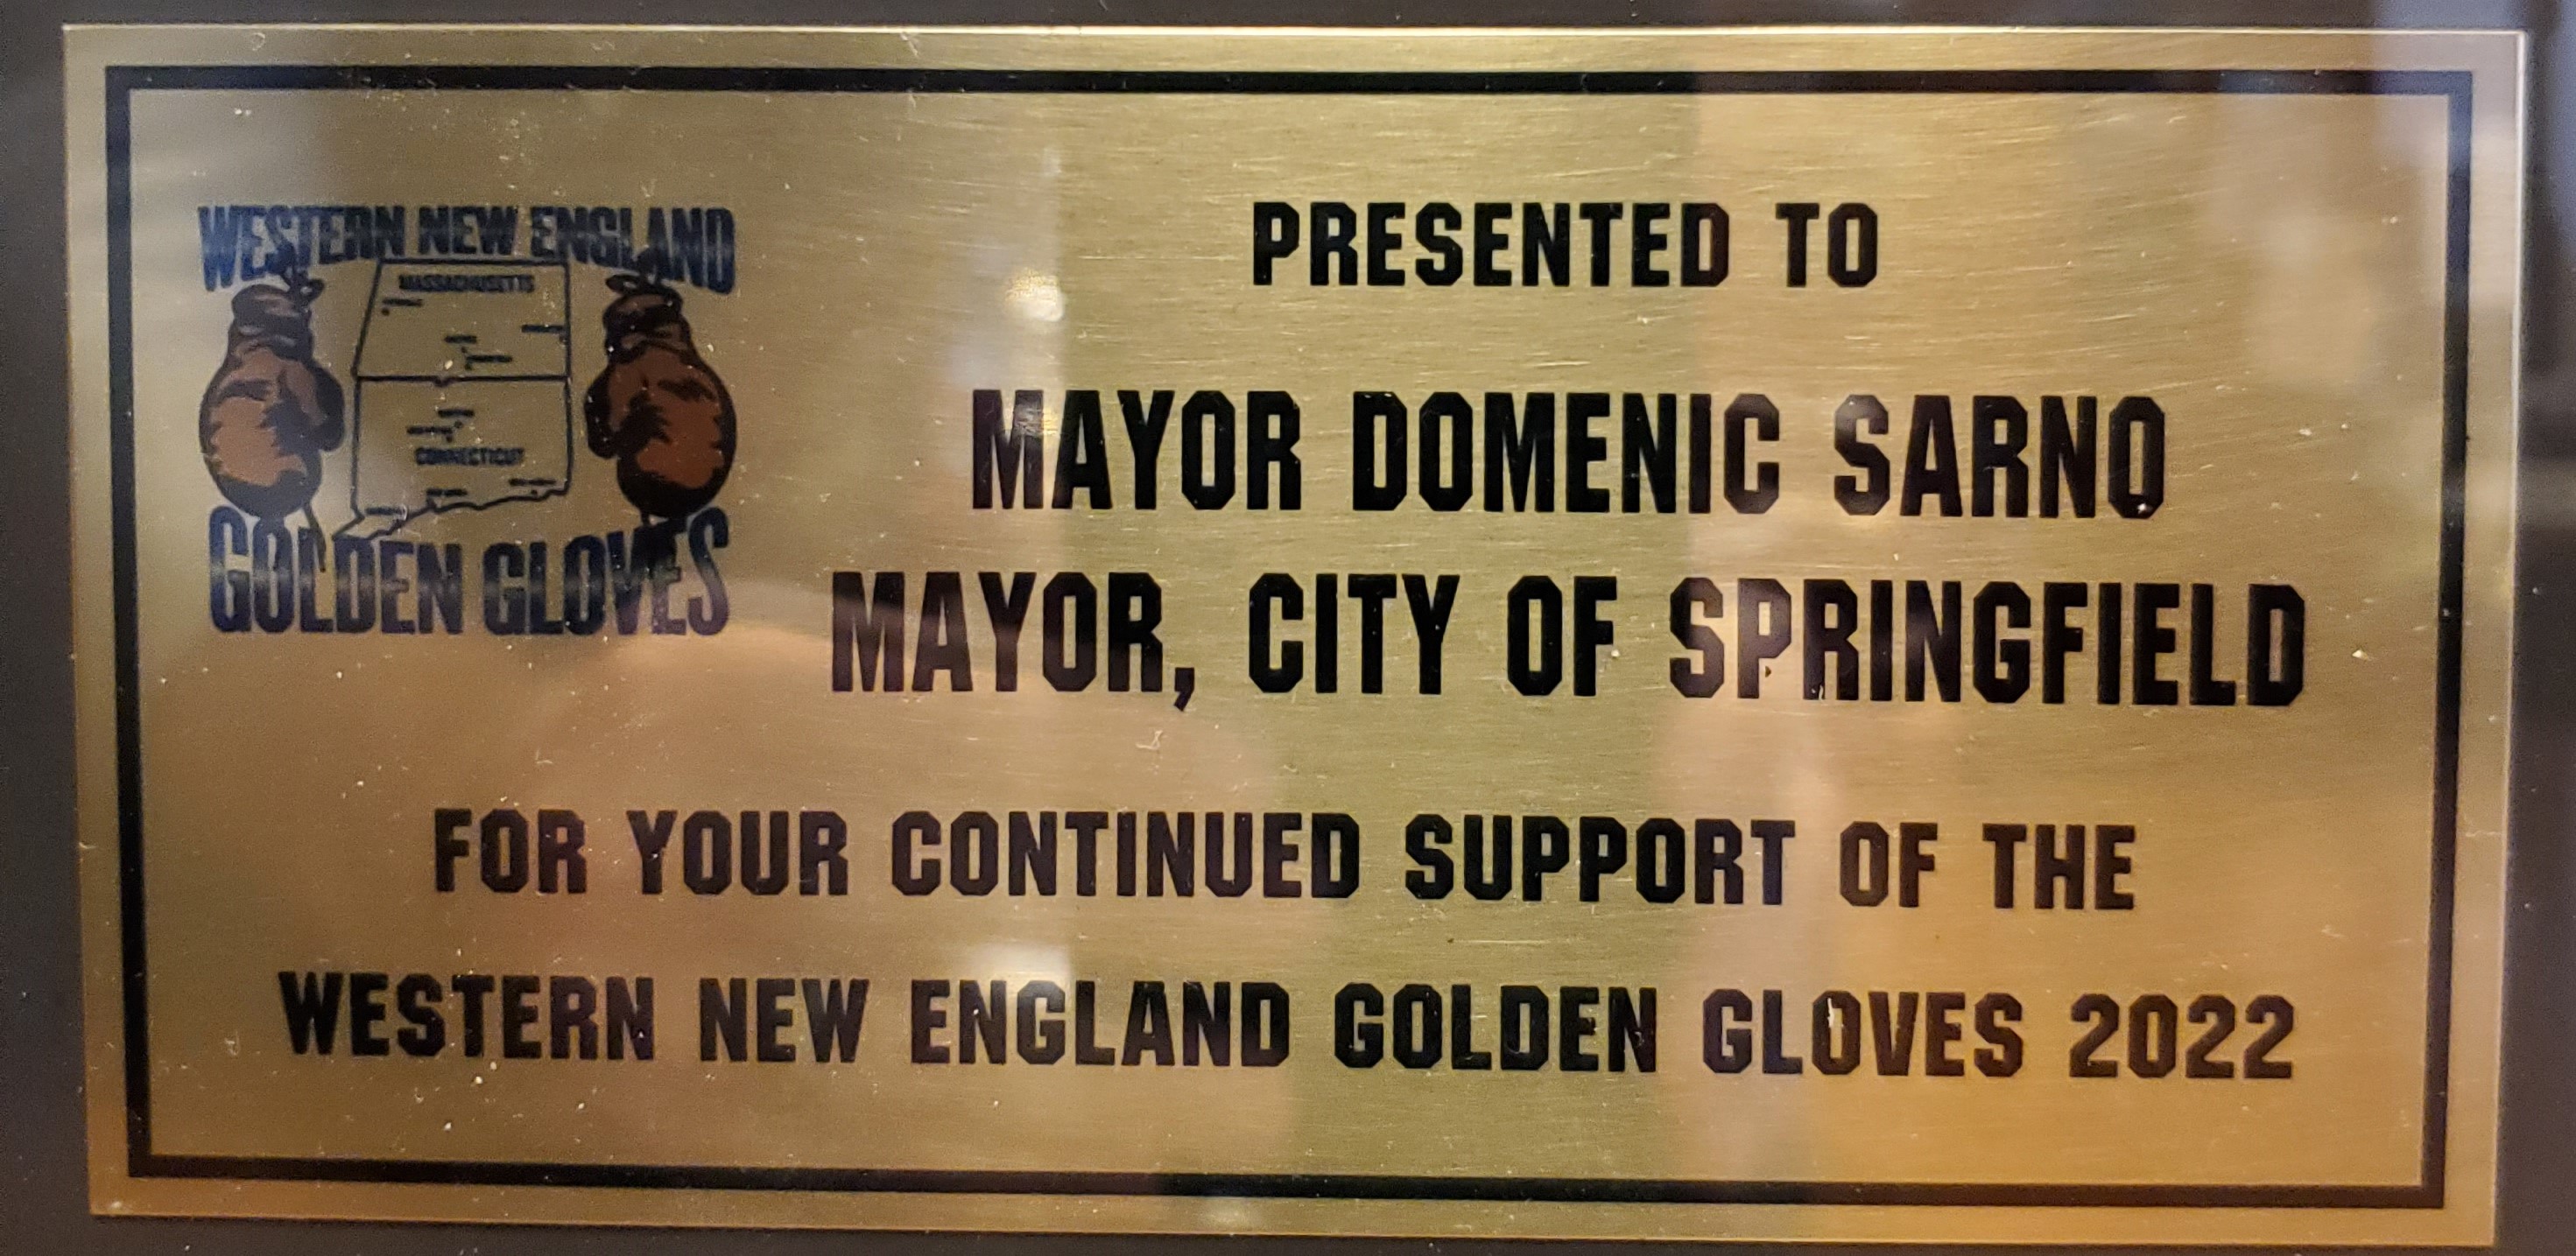 WESTERN NEW ENGLAND
MASSACHUSETTS
CONNECTICUT
GOLDEN GLOVES
PRESENTED TO
MAYOR DOMENIC SARNO
MAYOR, CITY OF SPRINGFIELD
FOR YOUR CONTINUED SUPPORT OF THE
WESTERN NEW ENGLAND GOLDEN GLOVES 2022